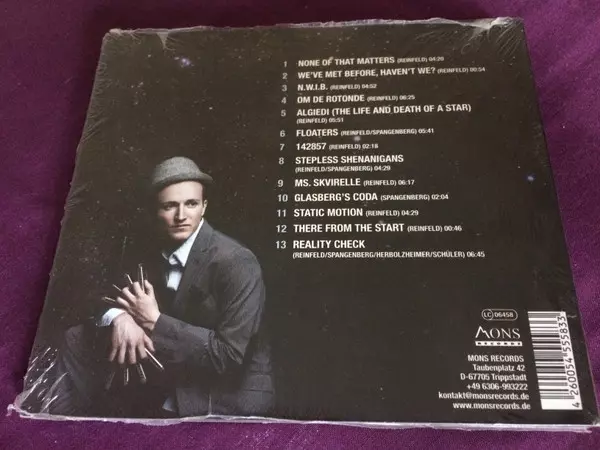 1 NONE OF THAT MATTERS (REINFELD) 04:20
2 WE'VE MET BEFORE, HAVEN'T WE? (REINFELD) 00:54
3 N.W.I.B. (REINFELD) 04:52
4 OM DE ROTONDE (REINFELD) 06:25
5 ALGIEDI (THE LIFE AND DEATH OF A STAR)
(REINFELD) 05:51
6 FLOATERS (REINFELD/SPANGENBERG) 05:41
7 142857 (REINFELD) 02:18
8 STEPLESS SHENANIGANS
(REINFELD/SPANGENBERG) 04:29
9 MS. SKVIRELLE (REINFELD) 06:17
10 GLASBERG'S CODA (SPANGENBERG) 02:04
11 STATIC MOTION (REINFELD) 04:29
12 THERE FROM THE START (REINFELD) 00:46
13 REALITY CHECK
(REINFELD/SPANGENBERG/HERBOLZHEIMER/SCHÜLER) 06:45
LC 06458
MONS
RECORDS
MONS RECORDS
Taubenplatz 42
D-67705 Trippstadt
+49 6306-993222
kontakt@monsrecords.de
www.monsrecords.de
4 260054 555833